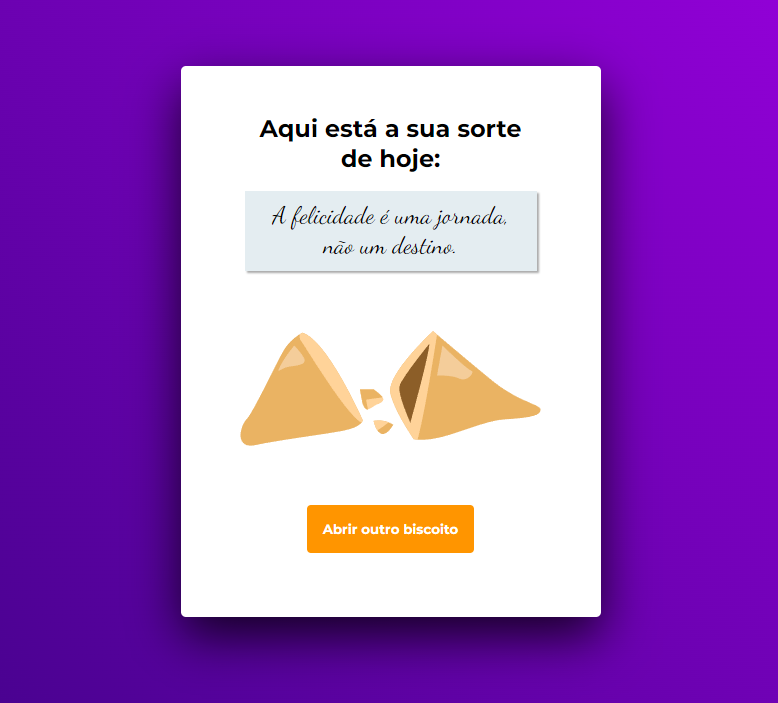 Aqui está a sua sorte
de hoje:
A felicidade é uma jornada,
não um destino.
Abrir outro biscoito